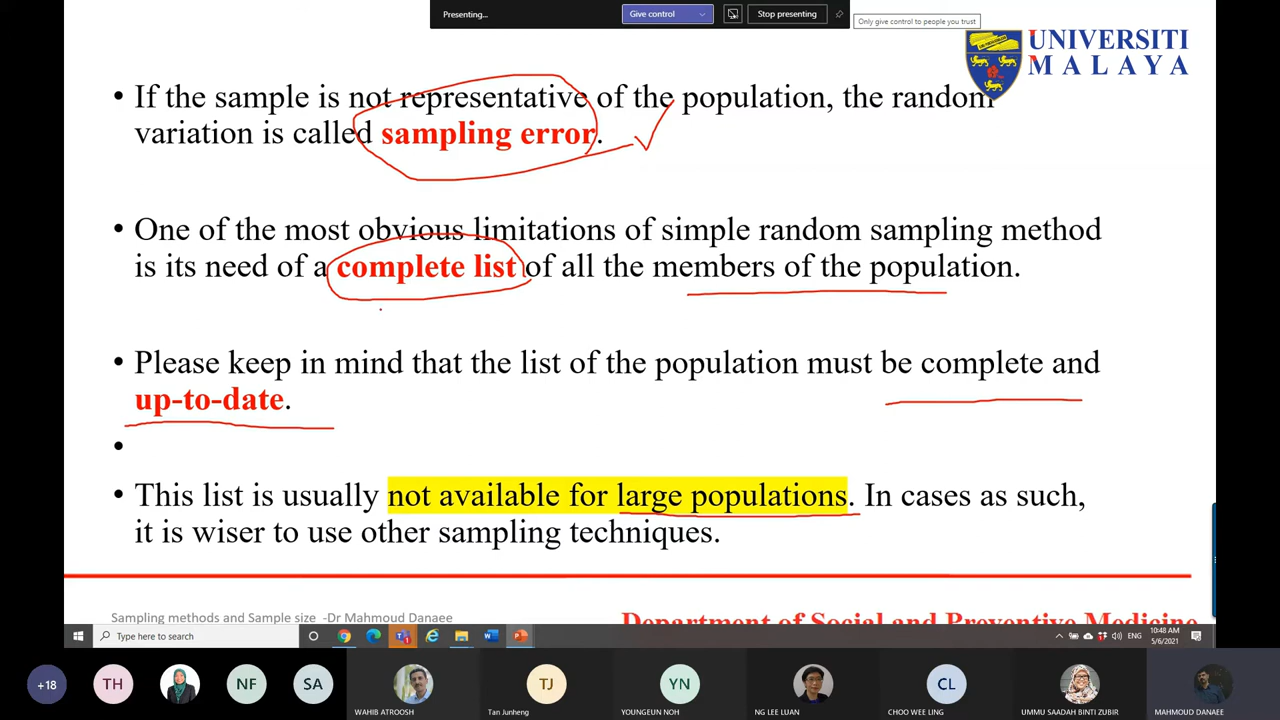 Presenting...
Give control
Stop presenting
Only give control to people you trust
UNIVERSITI
MALAYA
• If the sample is not representative of the population, the random
variation is called sampling error.
• One of the most obvious limitations of simple random sampling method
is its need of a complete list of all the members of the population.
• Please keep in mind that the list of the population must be complete and
up-to-date.
•
• This list is usually not available for large populations. In cases as such,
it is wiser to use other sampling techniques.
Sampling methods and Sample size -Dr Mahmoud Danaee
Department of Social and Preventive Medicine
Type here to search
ENG
10:48 AM
5/6/2021
+18
TH
NF
SA
WAHIB ATROOSH
TJ
Tan Junheng
YN
YOUNGEUN NOH
NG LEE LUAN
CL
CHOO WEE LING
UMMU SAADAH BINTI ZUBIR
MAHMOUD DANAEE